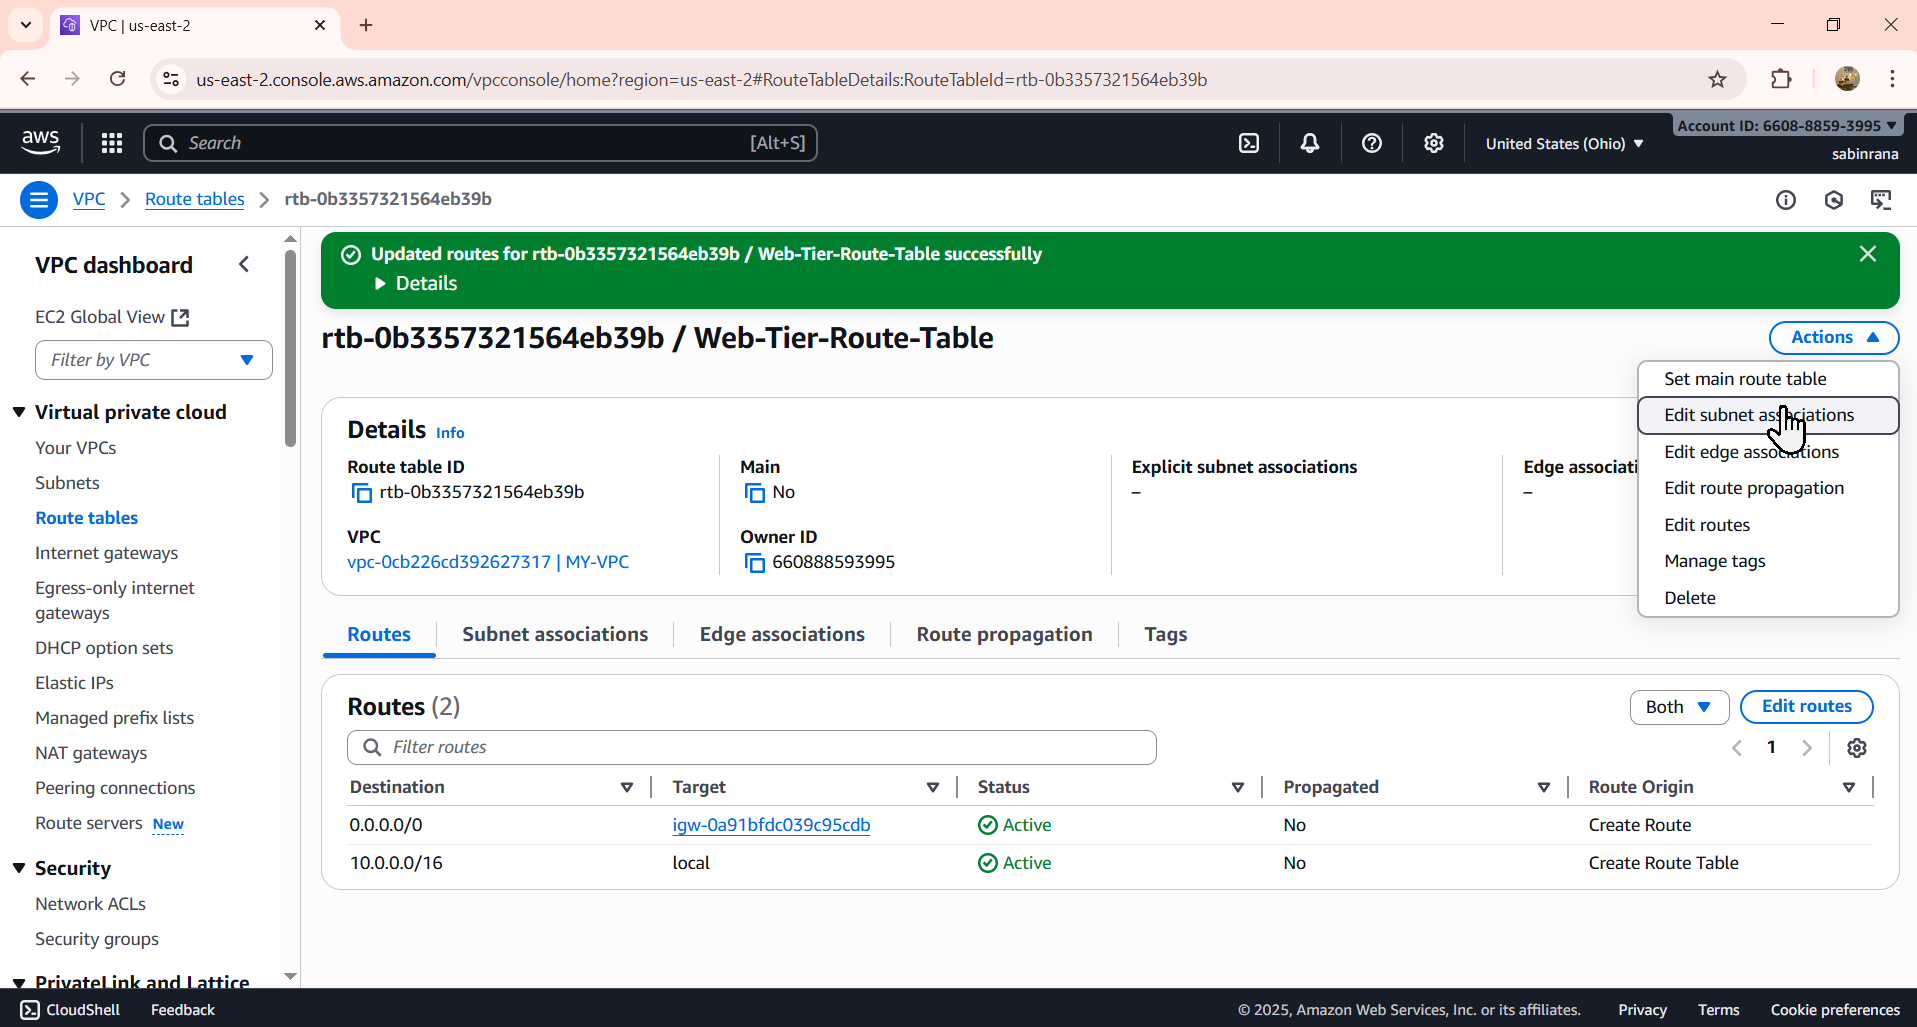 VPC | us-east-2
us-east-2.console.aws.amazon.com/vpcconsole/home?region=us-east-2#RouteTableDetails:RouteTableId=rtb-0b3357321564eb39b
aws
Search
[Alt+S]
United States (Ohio)
Account ID: 6608-8859-3995
sabinrana
VPC
Route tables
rtb-0b3357321564eb39b
VPC dashboard
EC2 Global View
Filter by VPC
Virtual private cloud
Your VPCs
Subnets
Route tables
Internet gateways
Egress-only internet
gateways
DHCP option sets
Elastic IPs
Managed prefix lists
NAT gateways
Peering connections
Route servers New
Security
Network ACLs
Security groups
PrivateLink and Lattice
Updated routes for rtb-0b3357321564eb39b / Web-Tier-Route-Table successfully
Details
rtb-0b3357321564eb39b / Web-Tier-Route-Table
Actions
Set main route table
Edit subnet associations
Edit edge associations
Edit route propagation
Edit routes
Manage tags
Delete
Details Info
Route table ID
rtb-0b3357321564eb39b
Main
No
Explicit subnet associations
–
Edge associati
–
VPC
vpc-0cb226cd392627317 | MY-VPC
Owner ID
660888593995
Routes
Subnet associations
Edge associations
Route propagation
Tags
Routes (2)
Both
Edit routes
Filter routes
1
Destination Target Status Propagated Route Origin
0.0.0.0/0 igw-0a91bfdc039c95cdb Active No Create Route
10.0.0.0/16 local Active No Create Route Table
CloudShell
Feedback
© 2025, Amazon Web Services, Inc. or its affiliates.
Privacy
Terms
Cookie preferences